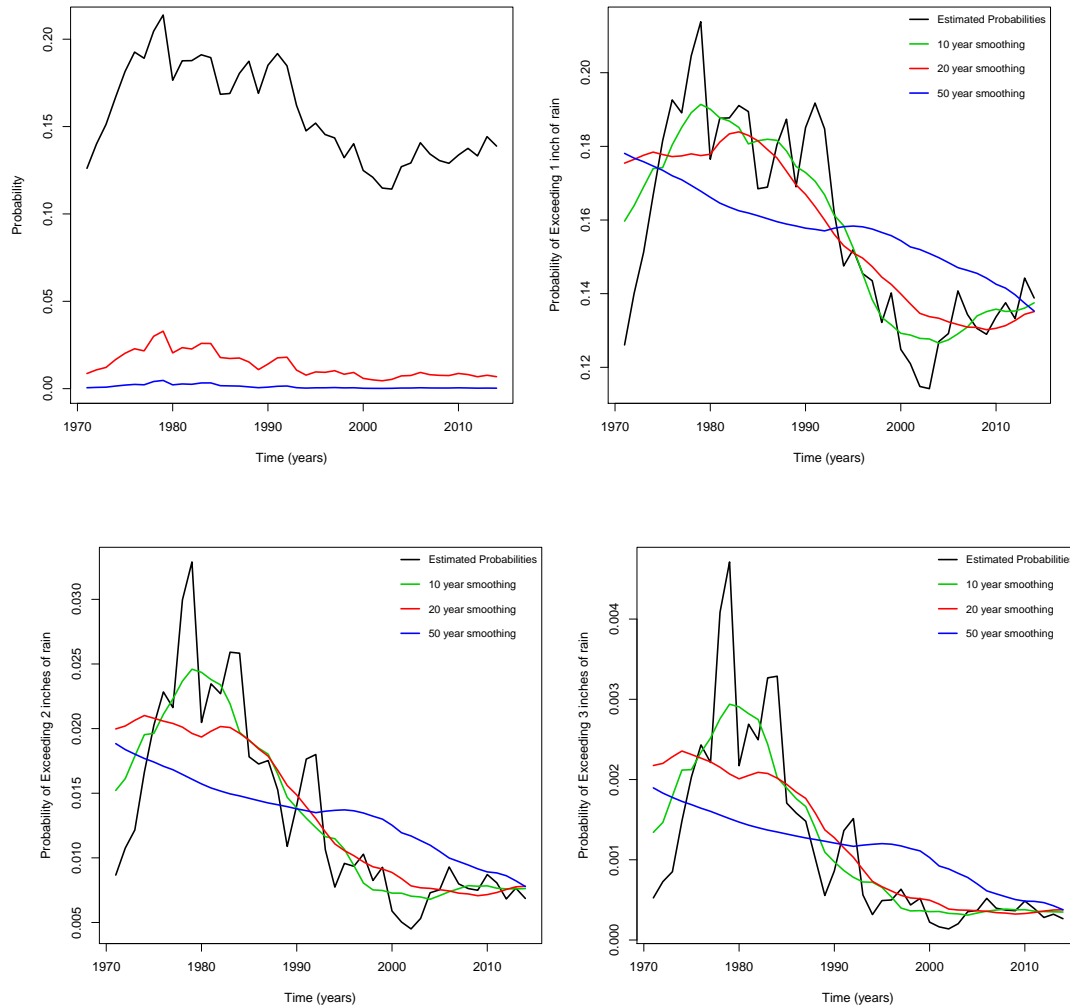 Probability
0.00
0.05
0.10
0.15
0.20
1970
1980
1990
2000
2010
Time (years)
Probability of Exceeding 1 inch of rain
0.12
0.14
0.16
0.18
0.20
Estimated Probabilities
10 year smoothing
20 year smoothing
50 year smoothing
1970
1980
1990
2000
2010
Time (years)
Probability of Exceeding 2 inches of rain
0.005
0.010
0.015
0.020
0.025
0.030
Estimated Probabilities
10 year smoothing
20 year smoothing
50 year smoothing
1970
1980
1990
2000
2010
Time (years)
Probability of Exceeding 3 inches of rain
0.000
0.001
0.002
0.003
0.004
Estimated Probabilities
10 year smoothing
20 year smoothing
50 year smoothing
1970
1980
1990
2000
2010
Time (years)